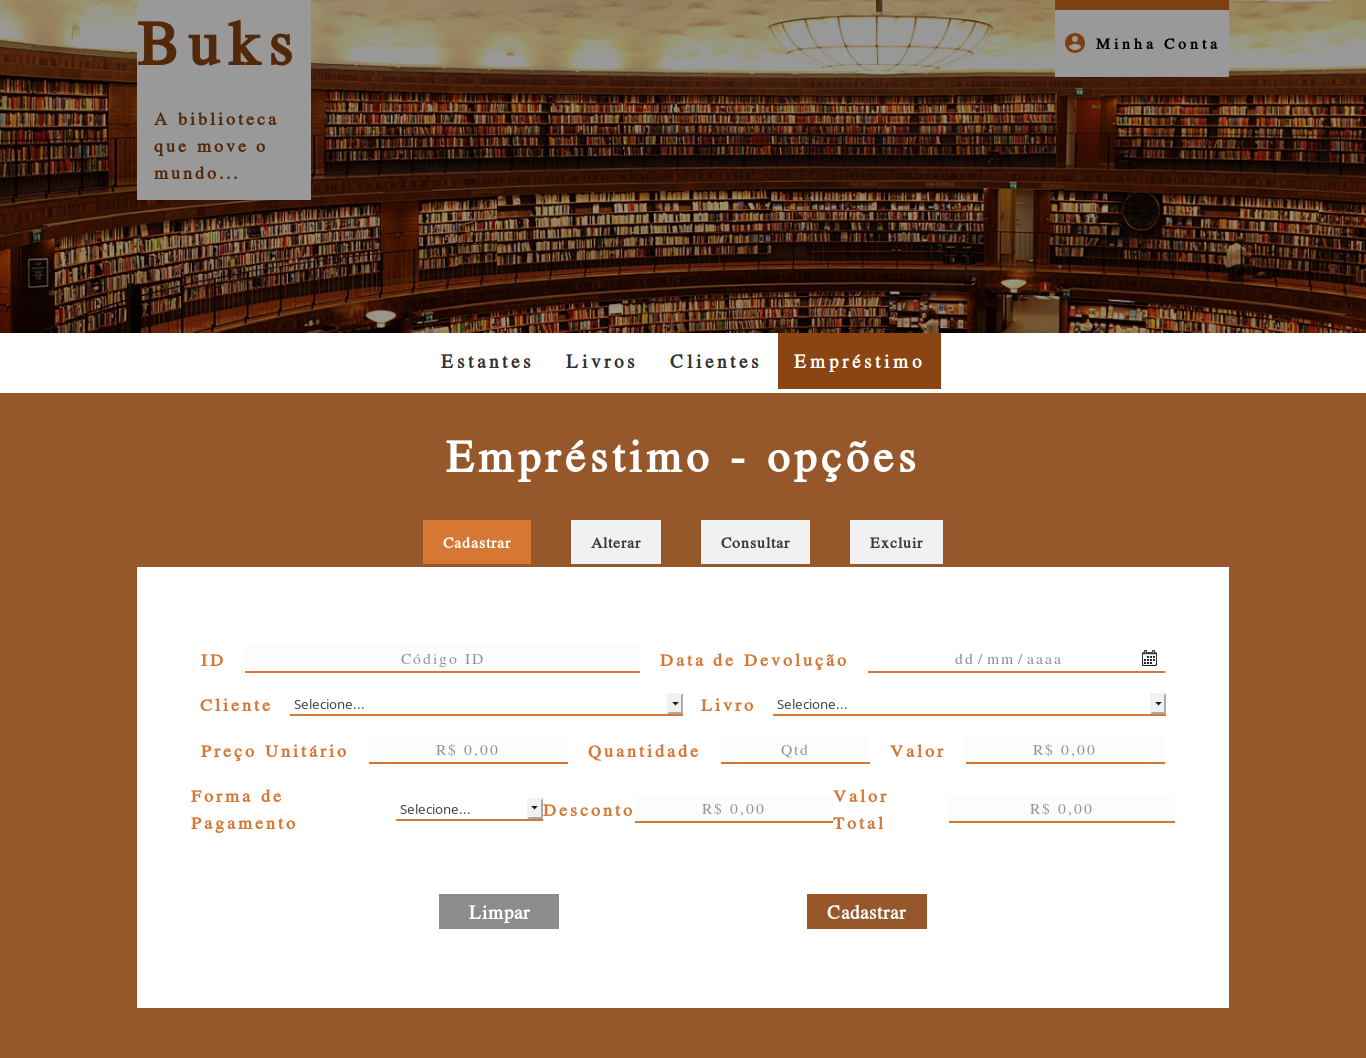 Buks
Minha Conta
A biblioteca
que move o
mundo...
Estantes Livros Clientes Empréstimo
Empréstimo - opções
Cadastrar Alterar Consultar Excluir
ID Código ID Data de Devolução dd / mm / aaaa
Cliente Selecione... Livro Selecione...
Preço Unitário R$ 0,00 Quantidade Qtd Valor R$ 0,00
Forma de Pagamento Selecione... Desconto R$ 0,00 Valor Total R$ 0,00
Limpar Cadastrar